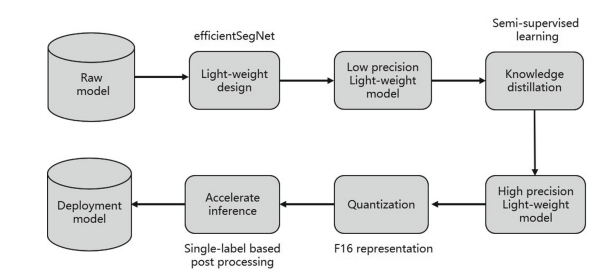 efficientSegNet
Semi-supervised
learning
Raw
model
Light-weight
design
Low precision
Light-weight
model
Knowledge
distillation
Deployment
model
Accelerate
inference
Quantization
High precision
Light-weight
model
Single-label based
post processing
F16 representation